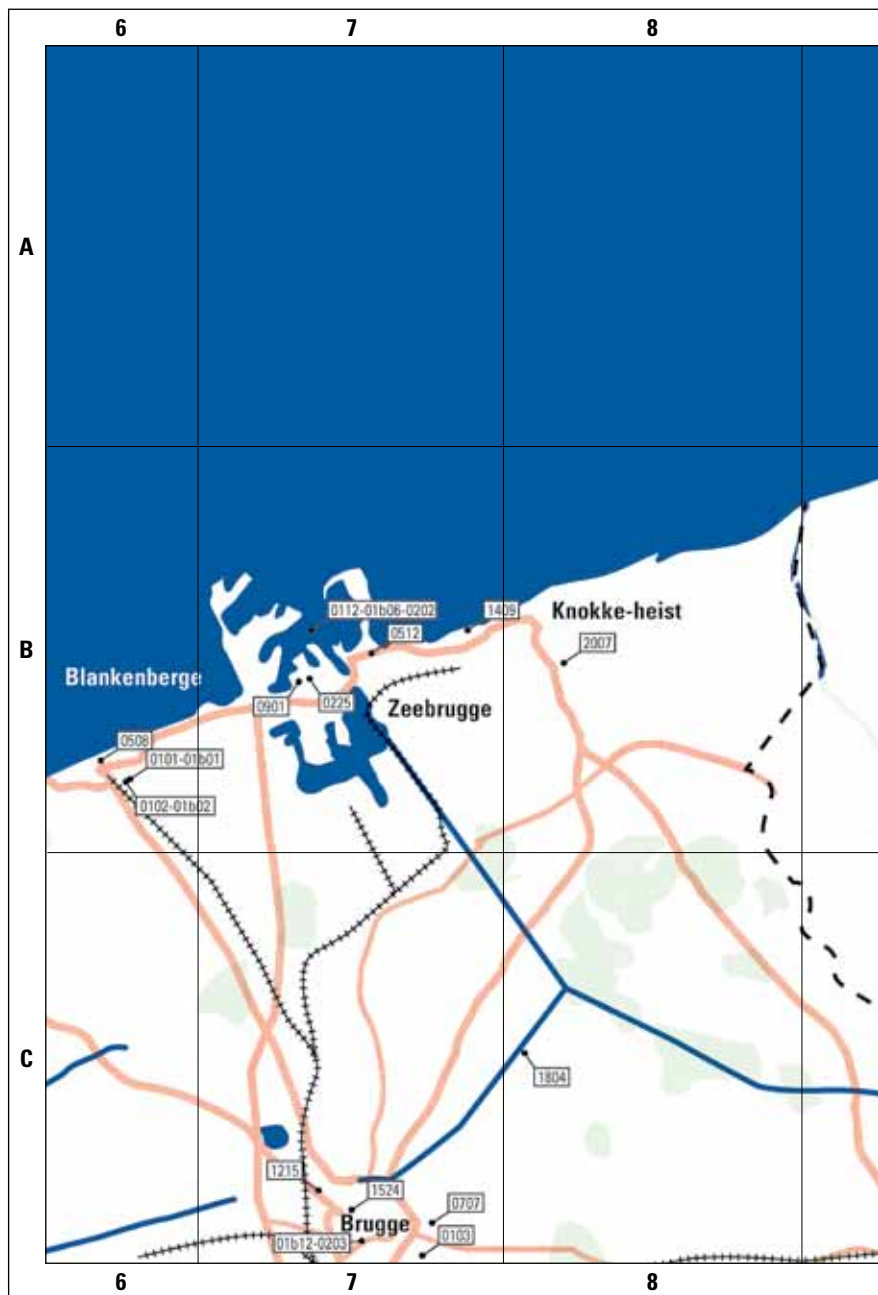 6 7 8
A
0112-01b06-0202
1409
Knokke-heist
0512
B
2007
Blankenberge
0901
0225
Zeebrugge
0508
0101-01b01
0102-01b02
C
1804
1215
1524
0707
Brugge
01b12-0203
0103
6 7 8